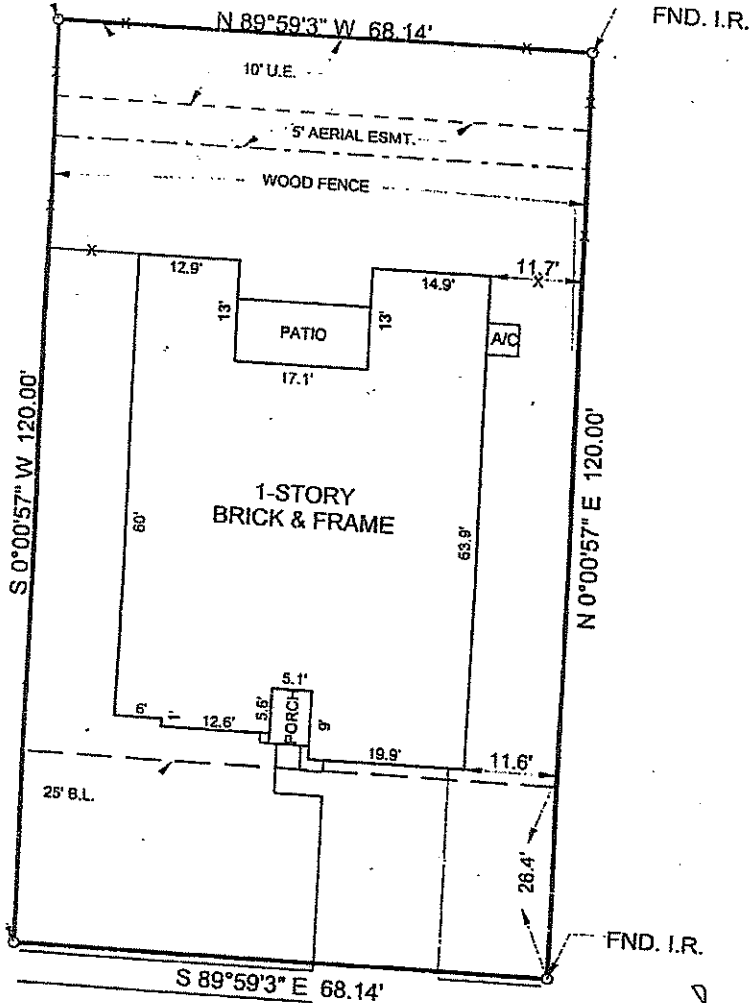 FND. I.R.
N 89°59'3" W 68.14'
10' U.E.
5' AERIAL ESMT.
WOOD FENCE
12.9'
14.9'
11.7'
13'
PATIO
13'
A/C
17.1'
S 0°00'57" W 120.00'
N 0°00'57" E 120.00'
1-STORY
BRICK & FRAME
60'
63.9'
5.1'
6'
1'
12.6'
5.6'
PORCH
9'
19.9'
11.6'
25' B.L.
26.4'
FND. I.R.
S 89°59'3" E 68.14'